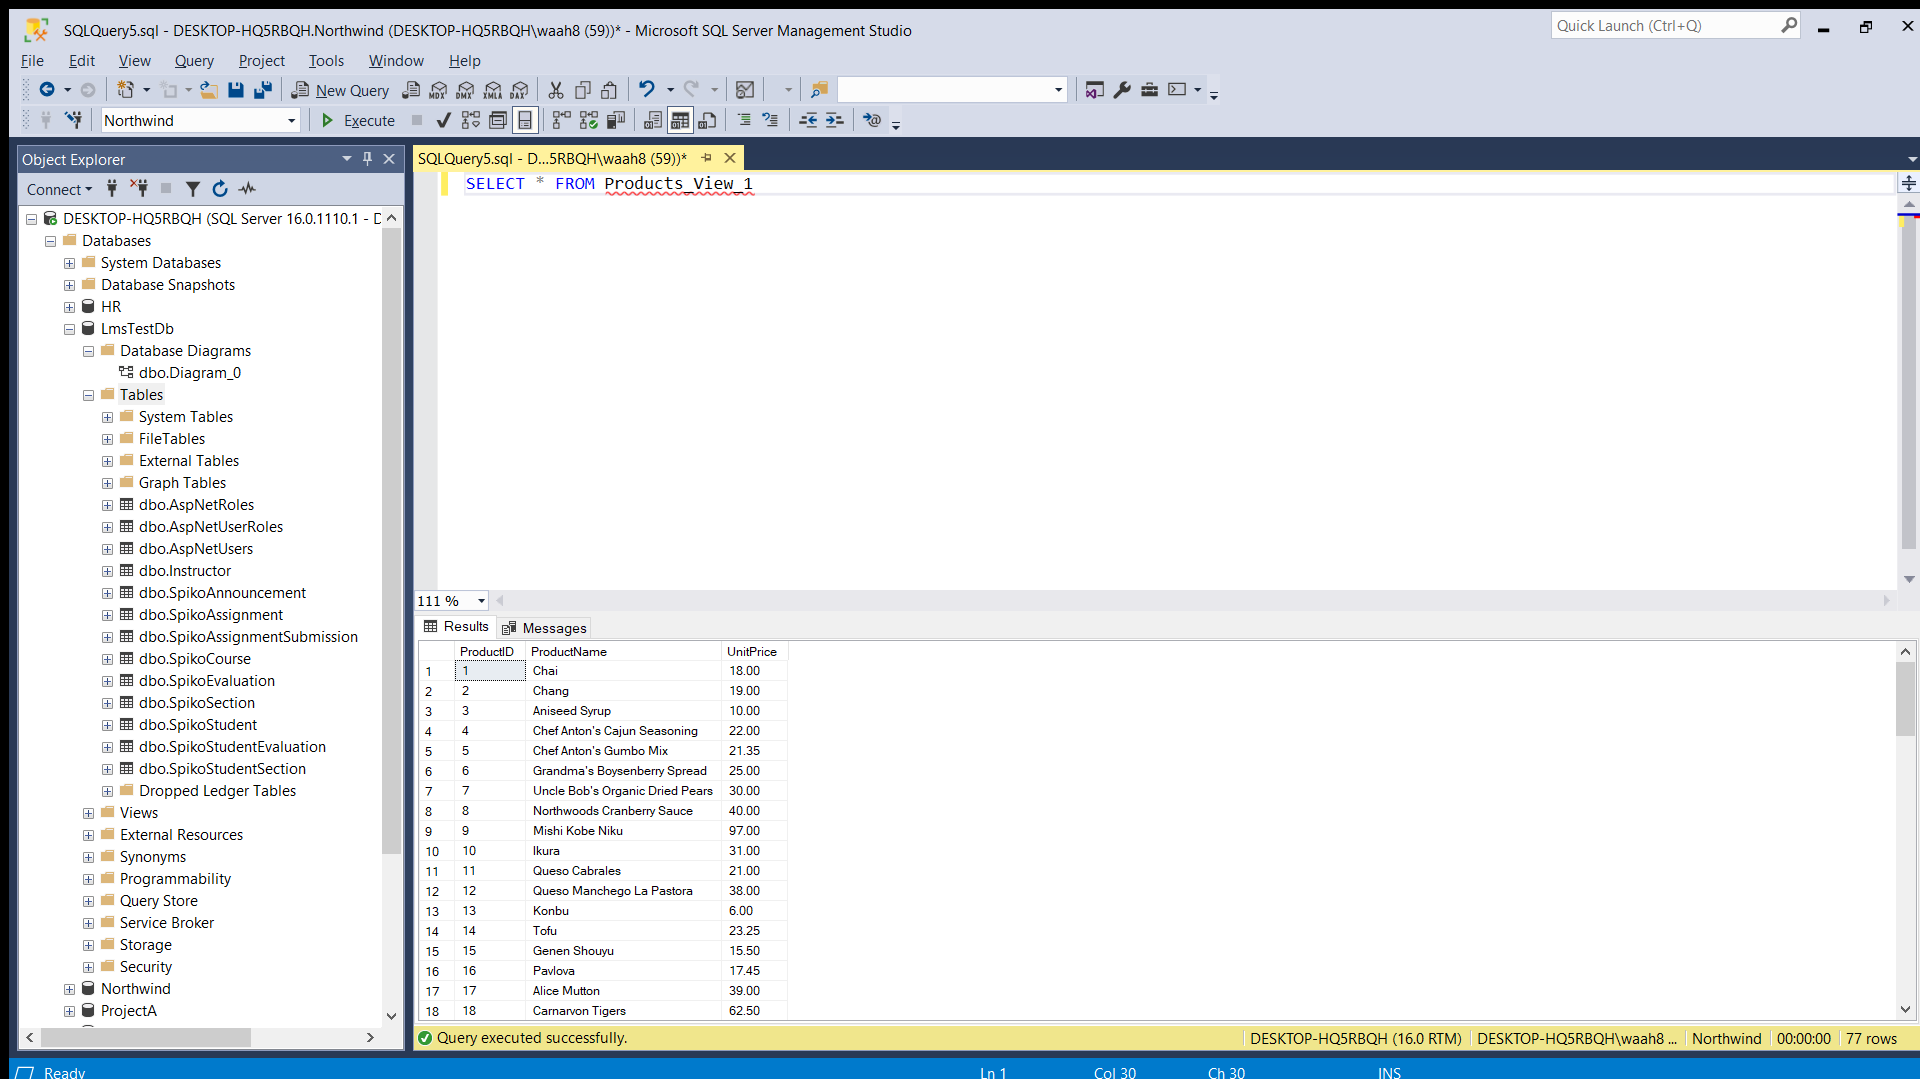 SQLQuery5.sql - DESKTOP-HQ5RBQH.Northwind (DESKTOP-HQ5RBQH\waah8 (59))* - Microsoft SQL Server Management Studio
Quick Launch (Ctrl+Q)
File Edit View Query Project Tools Window Help
New Query MDX DMX XMLA DAX
Northwind Execute
Object Explorer
SQLQuery5.sql - D...5RBQH\waah8 (59))*
Connect
SELECT * FROM Products_View_1
DESKTOP-HQ5RBQH (SQL Server 16.0.1110.1 - D
Databases
System Databases
Database Snapshots
HR
LmsTestDb
Database Diagrams
dbo.Diagram_0
Tables
System Tables
FileTables
External Tables
Graph Tables
dbo.AspNetRoles
dbo.AspNetUserRoles
dbo.AspNetUsers
dbo.Instructor
dbo.SpikoAnnouncement
dbo.SpikoAssignment
dbo.SpikoAssignmentSubmission
dbo.SpikoCourse
dbo.SpikoEvaluation
dbo.SpikoSection
dbo.SpikoStudent
dbo.SpikoStudentEvaluation
dbo.SpikoStudentSection
Dropped Ledger Tables
Views
External Resources
Synonyms
Programmability
Query Store
Service Broker
Storage
Security
Northwind
ProjectA
111 %
Results Messages
ProductID ProductName UnitPrice
1 1 Chai 18.00
2 2 Chang 19.00
3 3 Aniseed Syrup 10.00
4 4 Chef Anton's Cajun Seasoning 22.00
5 5 Chef Anton's Gumbo Mix 21.35
6 6 Grandma's Boysenberry Spread 25.00
7 7 Uncle Bob's Organic Dried Pears 30.00
8 8 Northwoods Cranberry Sauce 40.00
9 9 Mishi Kobe Niku 97.00
10 10 Ikura 31.00
11 11 Queso Cabrales 21.00
12 12 Queso Manchego La Pastora 38.00
13 13 Konbu 6.00
14 14 Tofu 23.25
15 15 Genen Shouyu 15.50
16 16 Pavlova 17.45
17 17 Alice Mutton 39.00
18 18 Carnarvon Tigers 62.50
Query executed successfully. DESKTOP-HQ5RBQH (16.0 RTM) DESKTOP-HQ5RBQH\waah8 ... Northwind 00:00:00 77 rows
Ready Ln 1 Col 30 Ch 30 INS